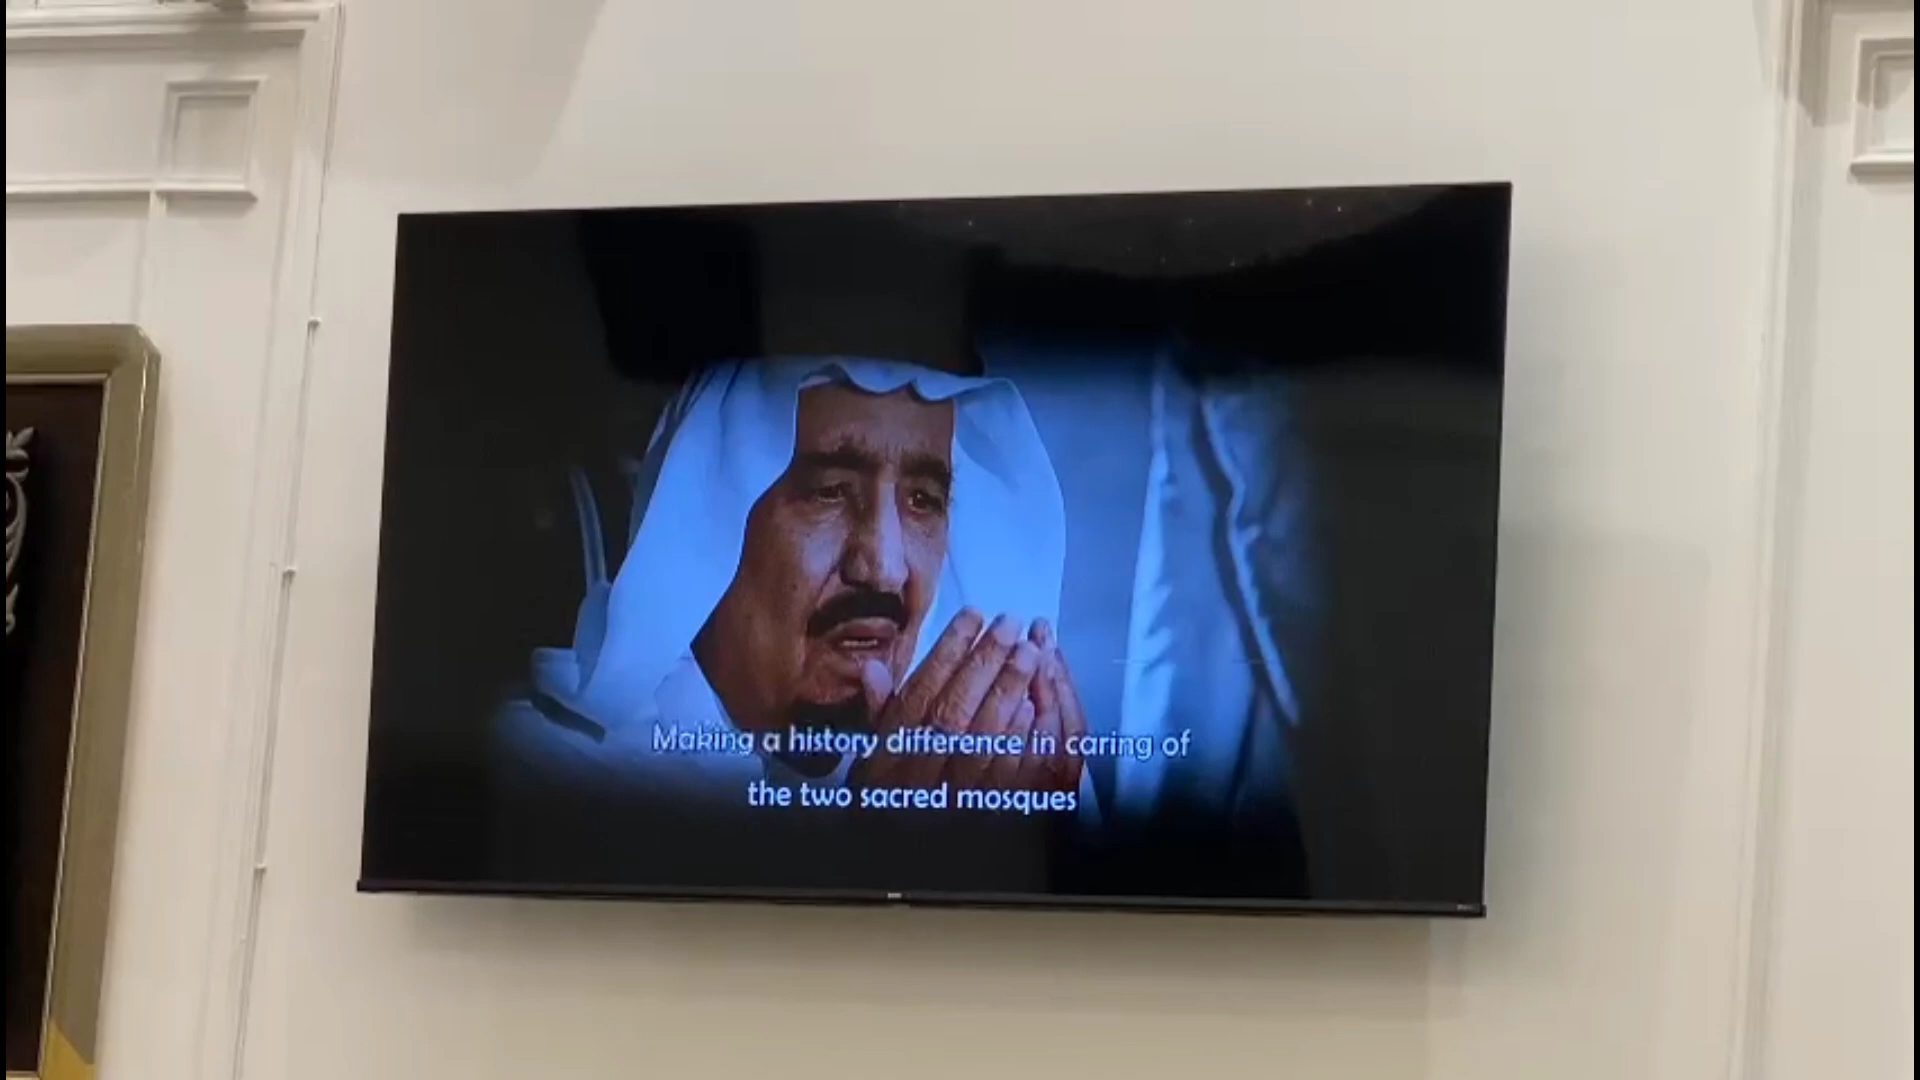 Making a history difference in caring of
the two sacred mosques